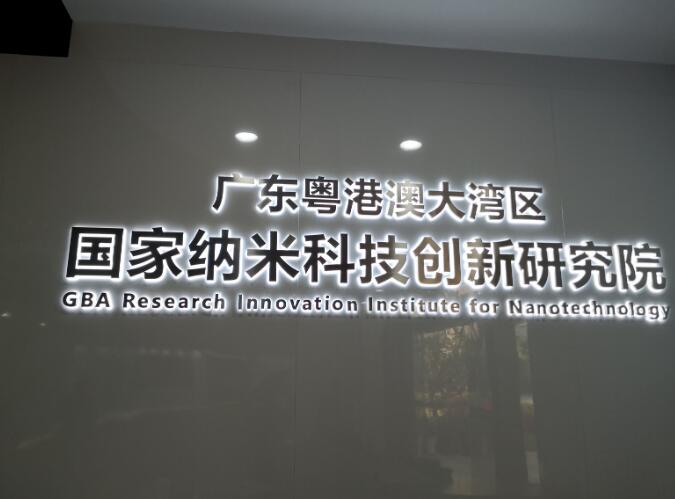 广东粤港澳大湾区
国家纳米科技创新研究院
GBA Research Innovation Institute for Nanotechnology